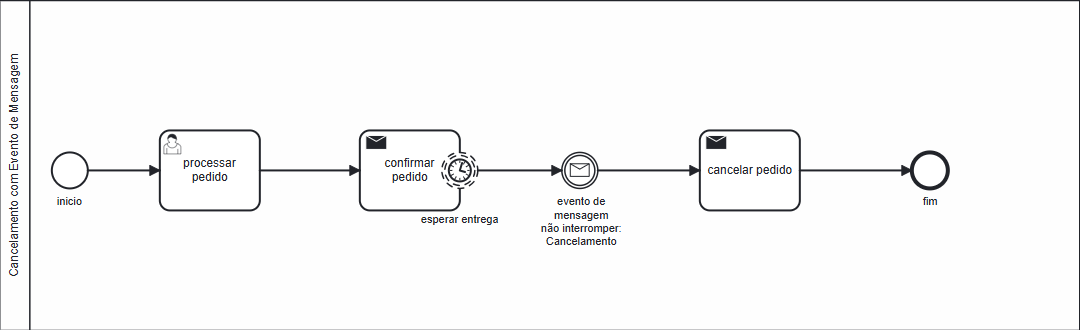 Cancelamento com Evento de Mensagem
inicio
processar
pedido
confirmar
pedido
esperar entrega
evento de
mensagem
não interromper:
Cancelamento
cancelar pedido
fim